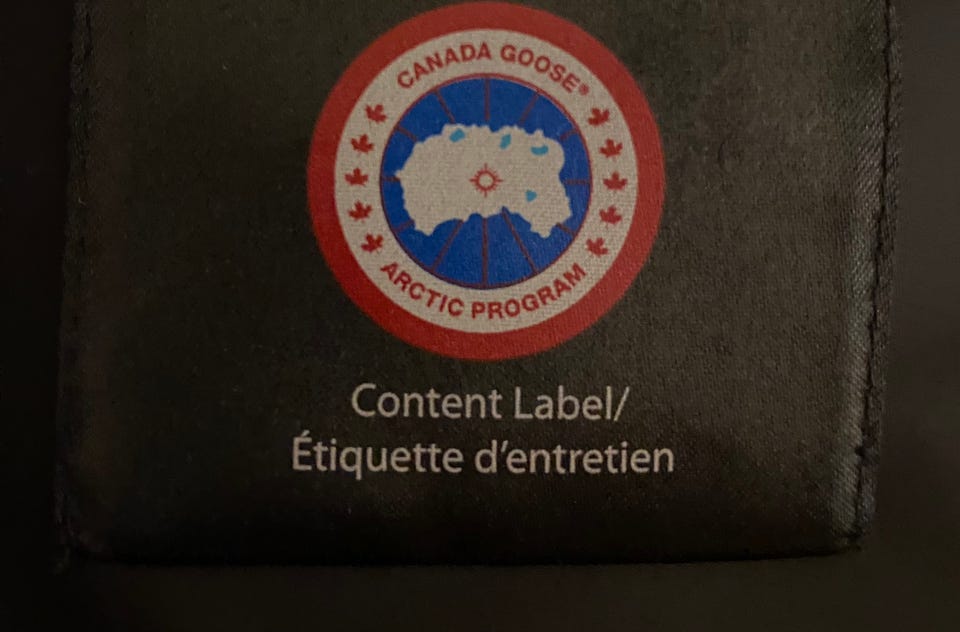 CANADA GOOSE®
ARCTIC PROGRAM
Content Label/
Étiquette d'entretien